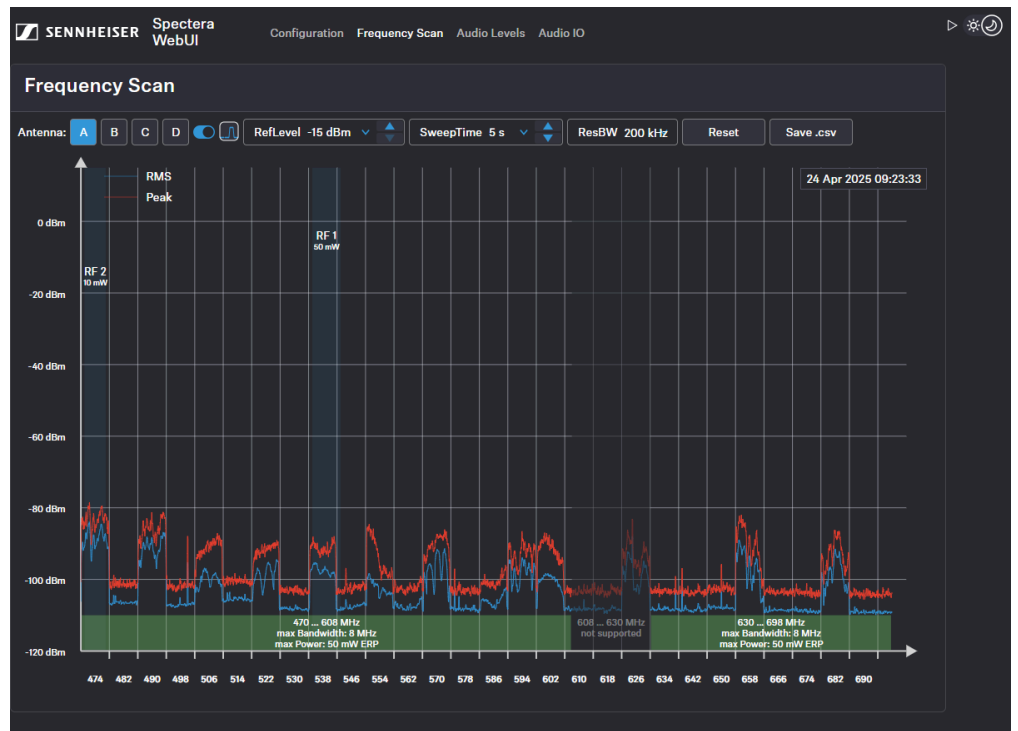 SENNHEISER
Spectera
WebUI
Configuration Frequency Scan Audio Levels Audio IO
Frequency Scan
Antenna: A B C D RefLevel -15 dBm SweepTime 5 s ResBW 200 kHz Reset Save .csv
RMS
Peak
24 Apr 2025 09:23:33
0 dBm
RF 1
50 mW
RF 2
10 mW
-20 dBm
-40 dBm
-60 dBm
-80 dBm
-100 dBm
-120 dBm
470 ... 608 MHz
max Bandwidth: 8 MHz
max Power: 50 mW ERP
608 ... 630 MHz
not supported
630 ... 698 MHz
max Bandwidth: 8 MHz
max Power: 50 mW ERP
474 482 490 498 506 514 522 530 538 546 554 562 570 578 586 594 602 610 618 626 634 642 650 658 666 674 682 690